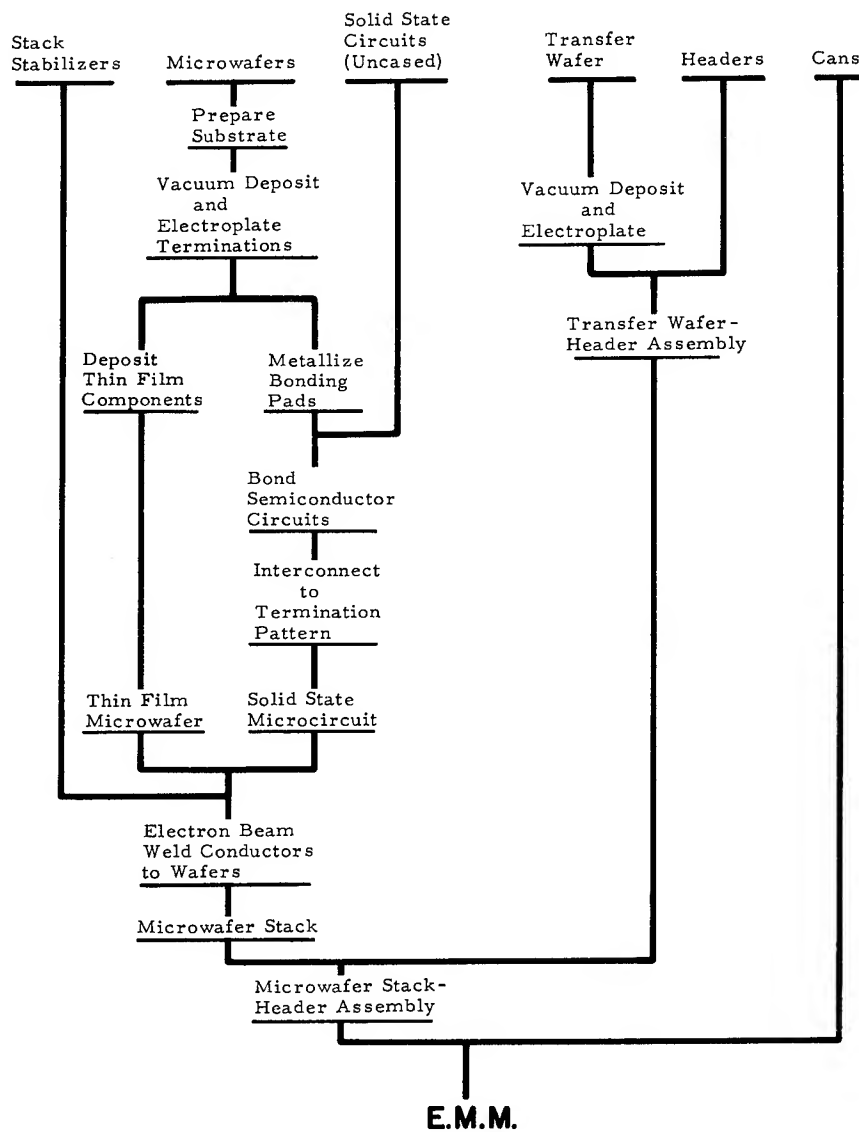 Stack
Stabilizers
Microwafers
Solid State
Circuits
(Uncased)
Transfer
Wafer
Headers
Cans
Prepare
Substrate
Vacuum Deposit
and
Electroplate
Terminations
Vacuum Deposit
and
Electroplate
Transfer Wafer-
Header Assembly
Deposit
Thin Film
Components
Metallize
Bonding
Pads
Bond
Semiconductor
Circuits
Interconnect
to
Termination
Pattern
Thin Film
Microwafer
Solid State
Microcircuit
Electron Beam
Weld Conductors
to Wafers
Microwafer Stack
Microwafer Stack-
Header Assembly
E.M.M.